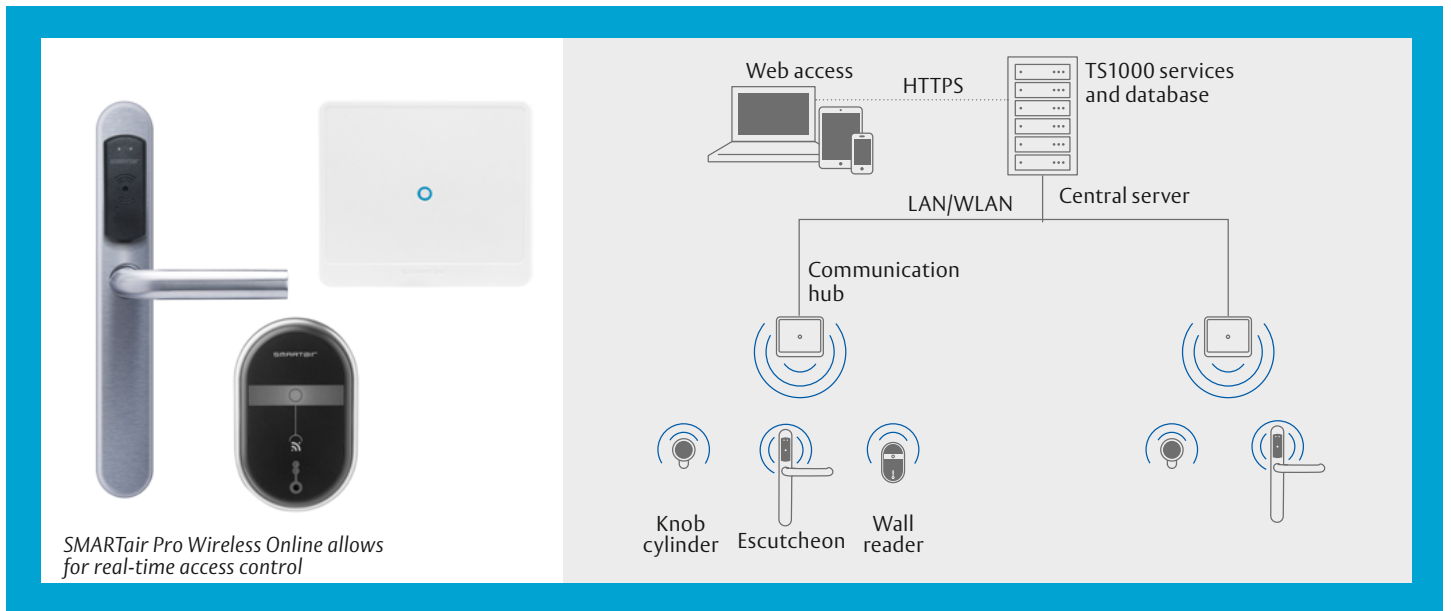 SMARTair
SMARTair Pro Wireless Online allows
for real-time access control
Web access
HTTPS
TS1000 services
and database
LAN/WLAN
Central server
Communication
hub
Knob
cylinder
Escutcheon
Wall
reader